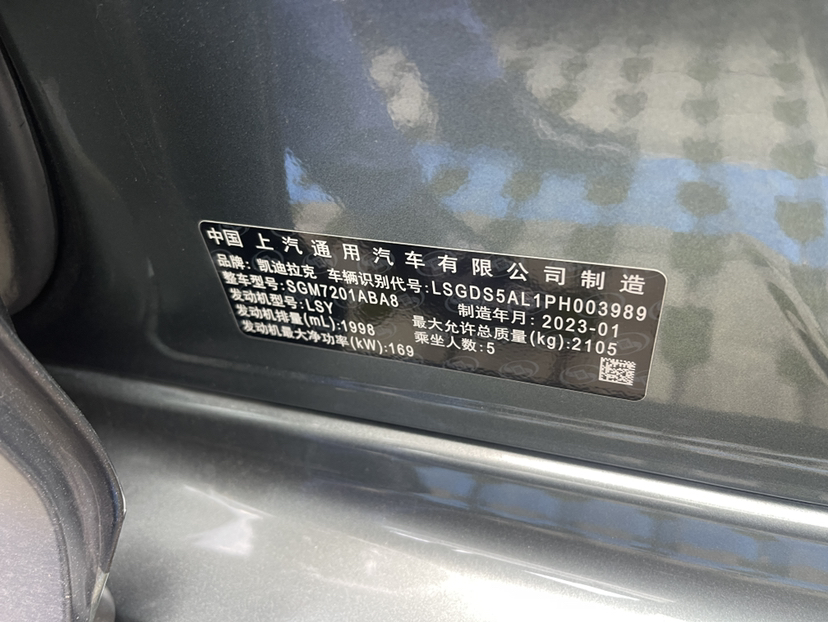 中国 上汽通用汽车有限公司制造
品牌: 凯迪拉克 车辆识别代号:LSGDS5AL1PH003989
整车型号:SGM7201ABA8 制造年月: 2023-01
发动机型号:LSY 最大允许总质量(kg):2105
发动机排量(mL):1998 乘坐人数:5
发动机最大净功率(kW):169